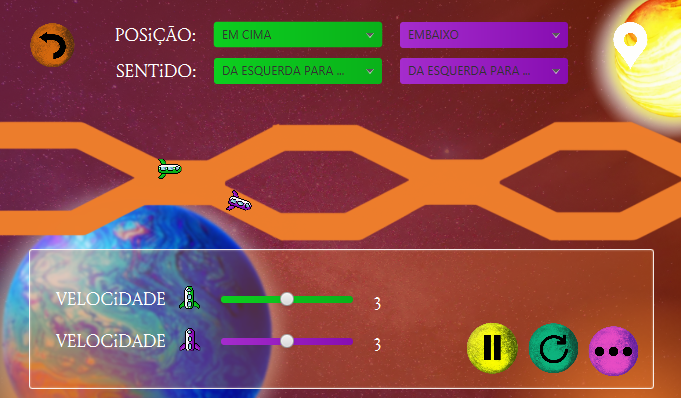 POSiÇÃO: EM CIMA EMBAIXO
SENTiDO: DA ESQUERDA PARA ... DA ESQUERDA PARA ...
VELOCiDADE 3
VELOCiDADE 3